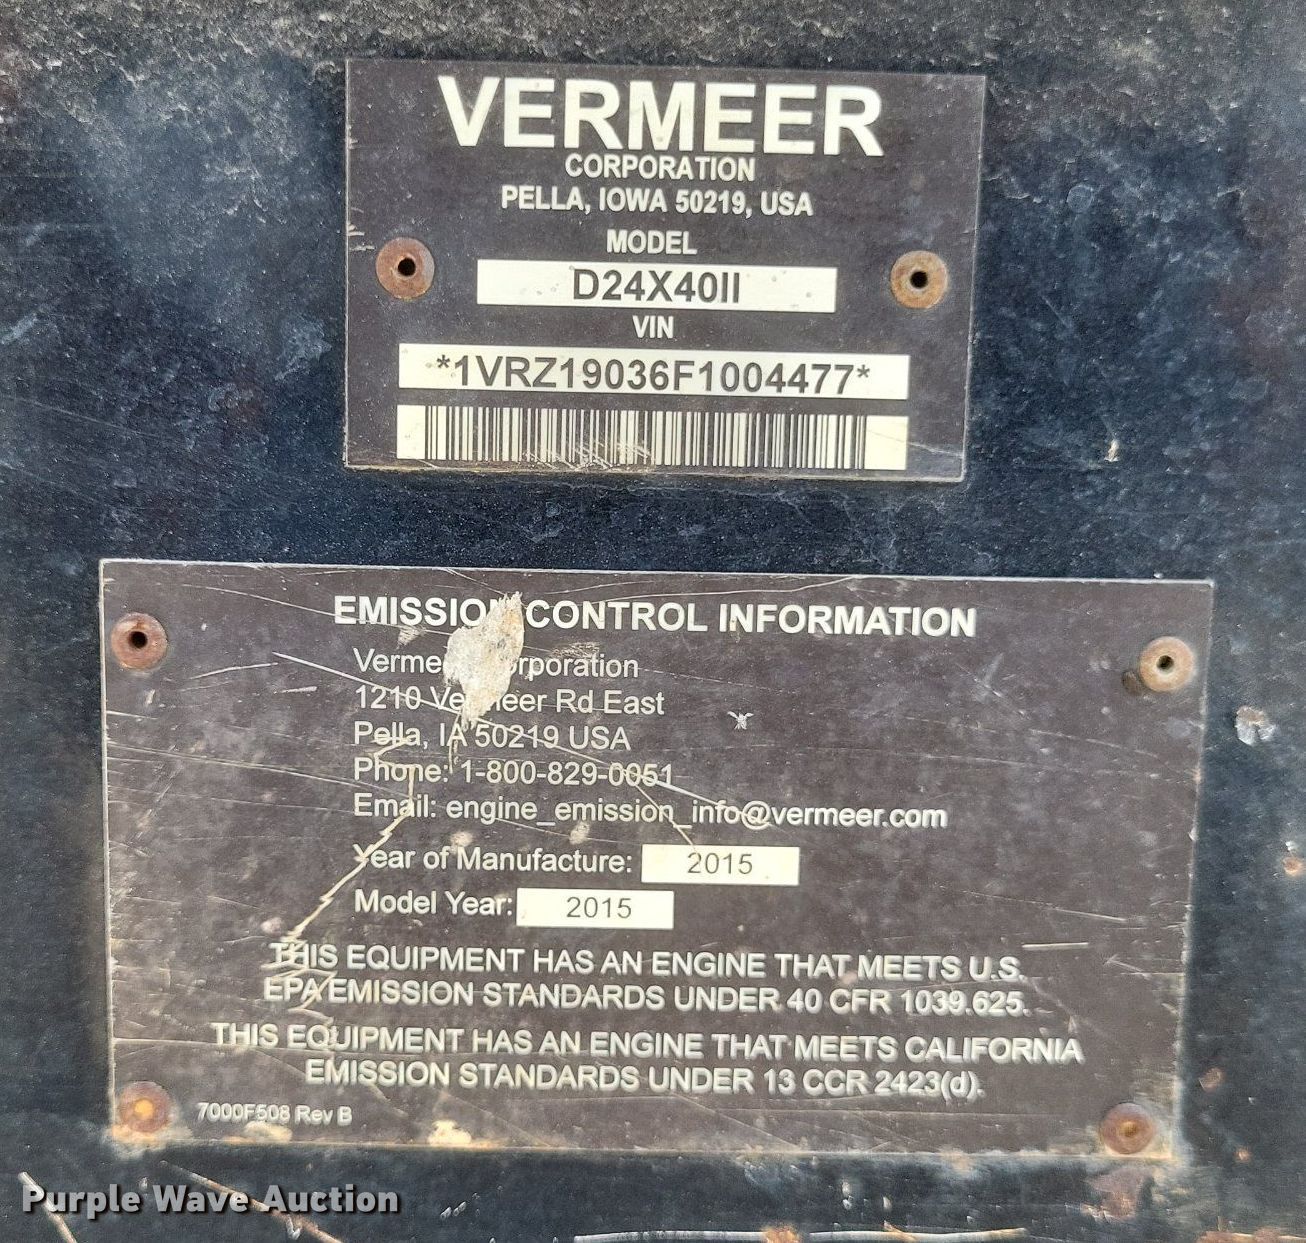 VERMEER
CORPORATION
PELLA, IOWA 50219, USA
MODEL
D24X40II
VIN
*1VRZ19036F1004477*
EMISSION CONTROL INFORMATION
Vermeer Corporation
1210 Vermeer Rd East
Pella, IA 50219 USA
Phone: 1-800-829-0051
Email: engine_emission_info@vermeer.com
Year of Manufacture: 2015
Model Year: 2015
THIS EQUIPMENT HAS AN ENGINE THAT MEETS U.S.
EPA EMISSION STANDARDS UNDER 40 CFR 1039.625.
THIS EQUIPMENT HAS AN ENGINE THAT MEETS CALIFORNIA
EMISSION STANDARDS UNDER 13 CCR 2423(d).
7000F508 Rev B
Purple Wave Auction